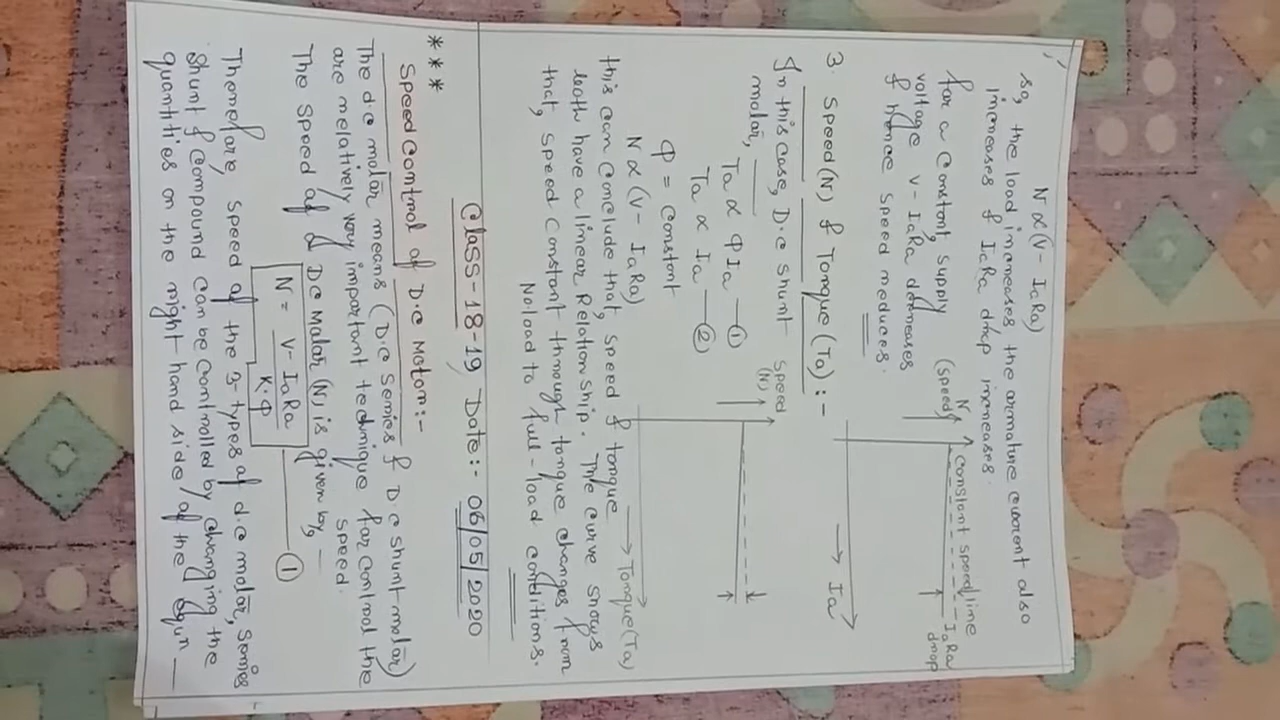 N ∝ (V - IaRa)
so, the load increases, the armature current also
increases & IaRa drop increases.
for a constant, supply
voltage V - IaRa decreases
& hence speed reduces.
N
(speed)
constant speed line
IaRa
drop
→ Ia
3. Speed (N) & Torque (Ta) :-
In this case, D.c shunt
motor,
Ta ∝ ΦIa — ①
Ta ∝ Ia — ②
Φ = constant
N ∝ (V - IaRa)
speed
(N)
→ Torque (Ta)
this can conclude that, speed & torque
both have a linear Relationship. The curve shows
that, speed constant through torque changes from
No load to full-load conditions.
Class - 18-19, Date :- 06/05/2020
***
Speed Control of D.c Motor:-
The d.c motor means (D.c series & D.c shunt motor)
are relatively very important technique for control the
speed.
The speed of DC Motor (N) is given by, —
N = V - IaRa / K.Φ — ①
Therefore, speed of the 3-types of d.c motor, series
shunt & compound can be controlled by changing the
quantities on the right hand side of the equn —